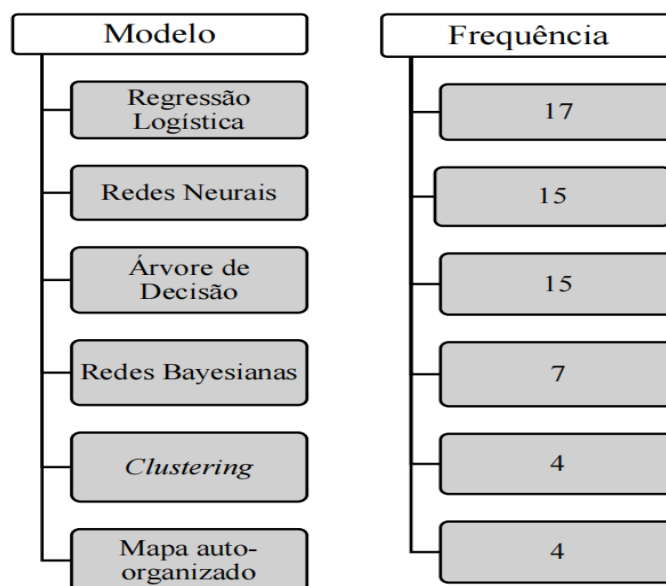 Modelo
Regressão
Logística
Redes Neurais
Árvore de
Decisão
Redes Bayesianas
Clustering
Mapa auto-
organizado
Frequência
17
15
15
7
4
4